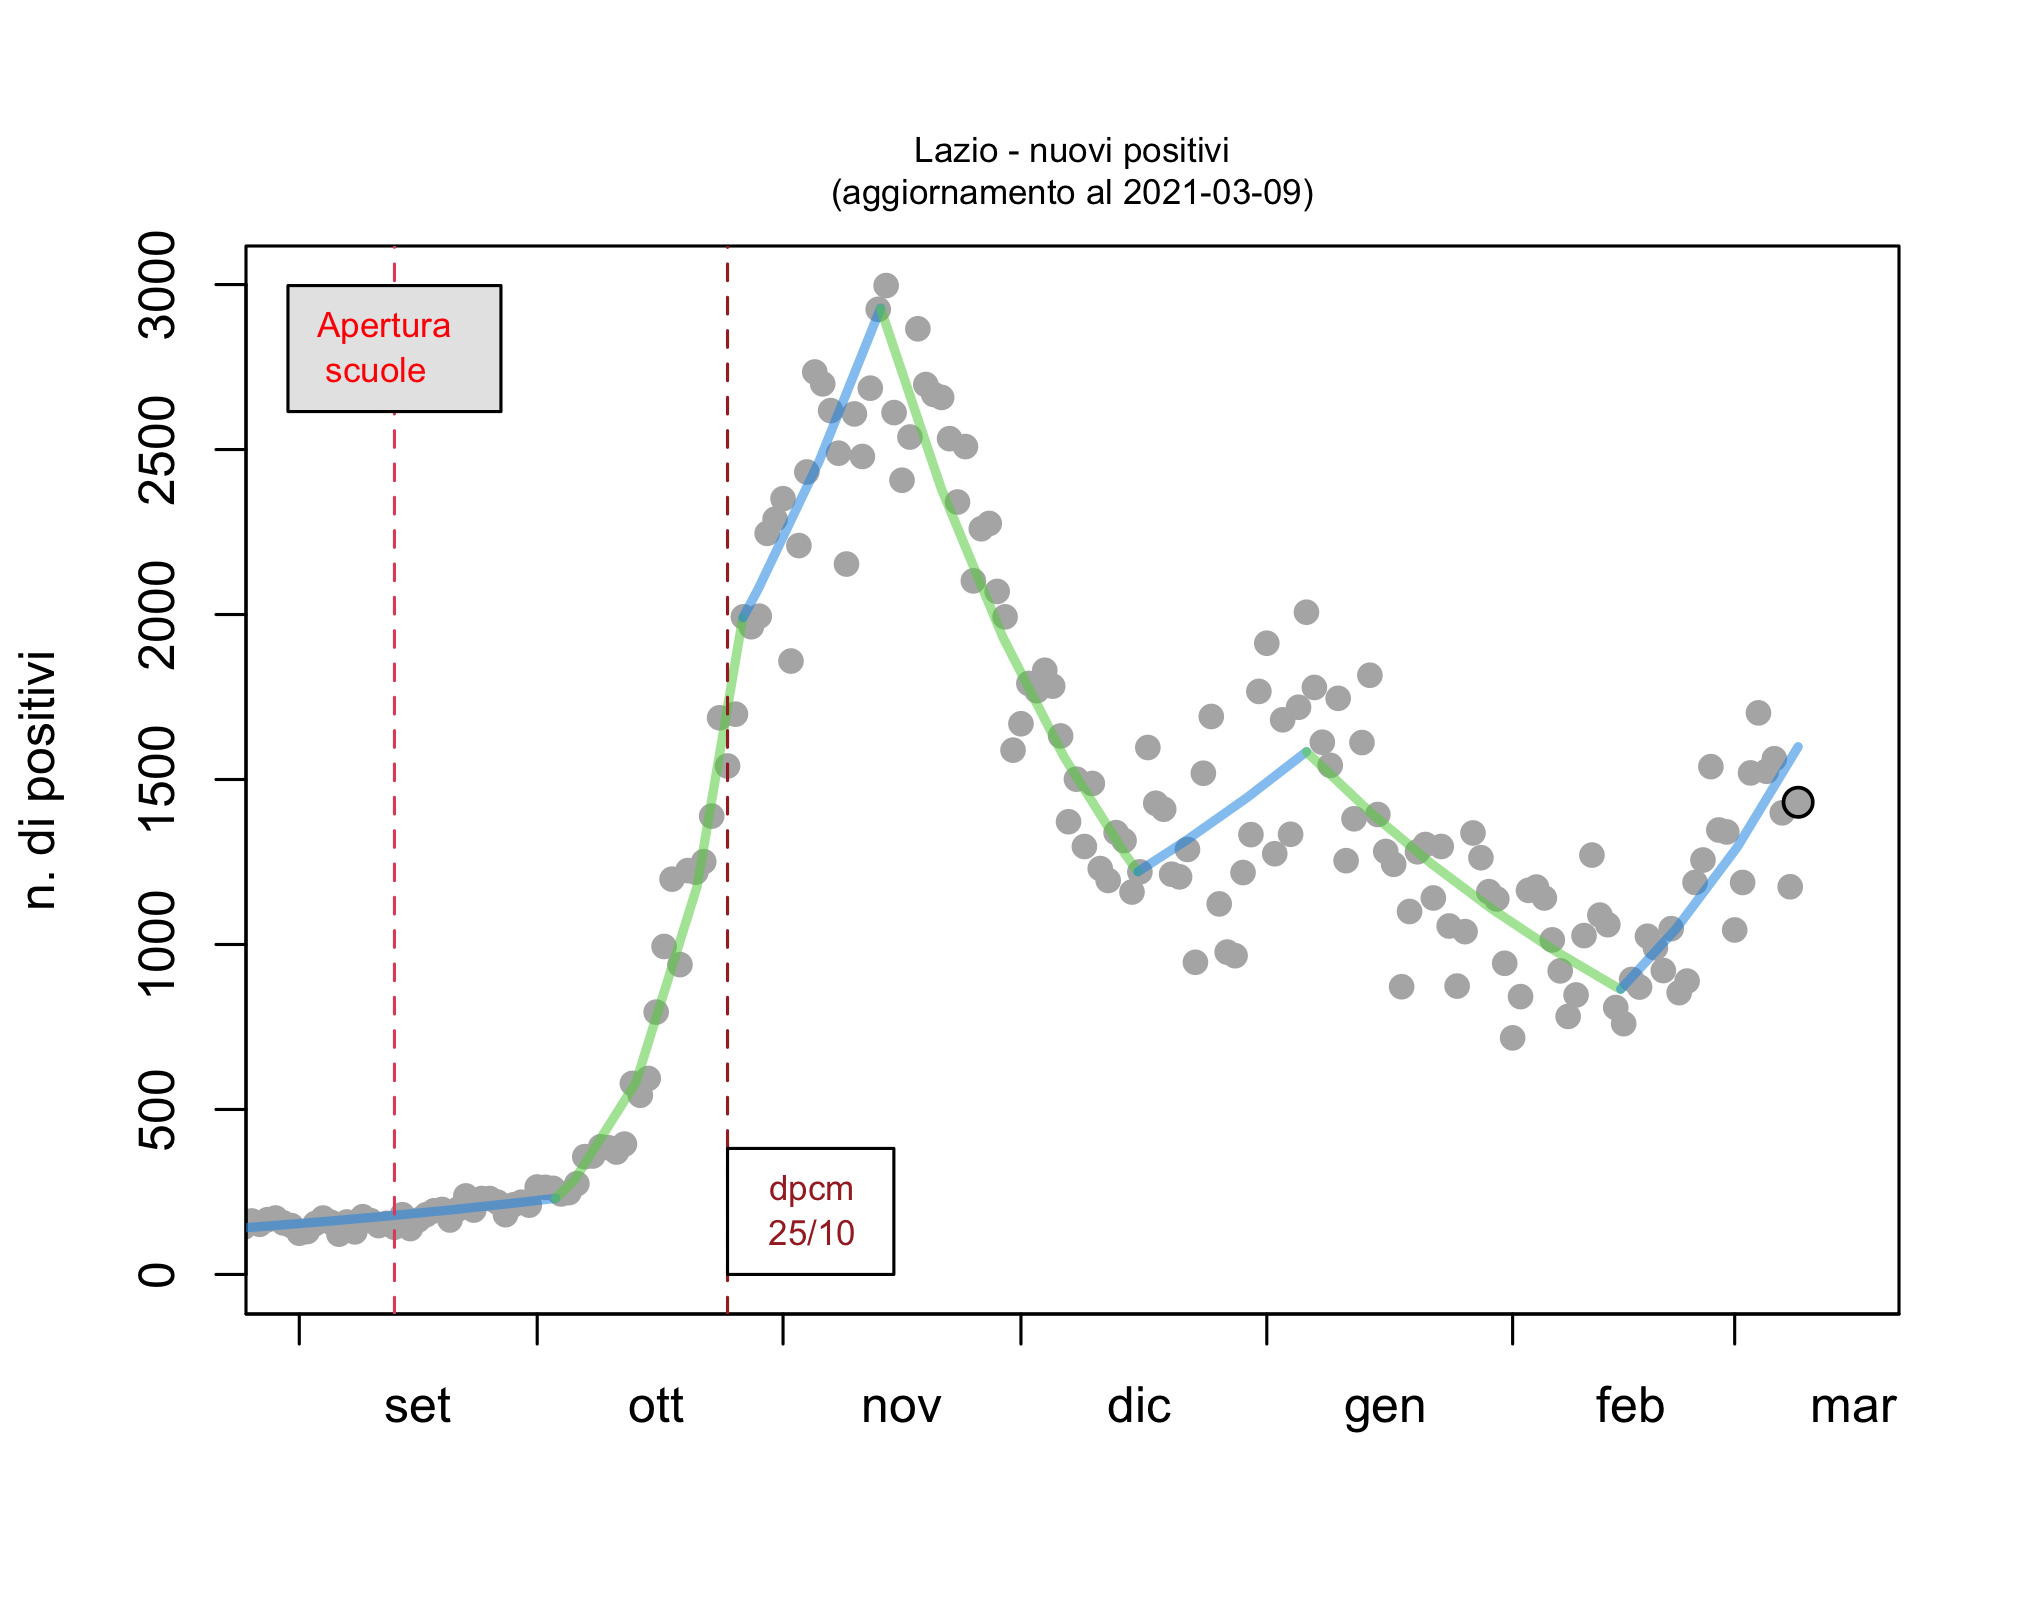 Lazio - nuovi positivi
(aggiornamento al 2021-03-09)
n. di positivi
3000
2500
2000
1500
1000
500
0
Apertura
scuole
dpcm
25/10
set ott nov dic gen feb mar